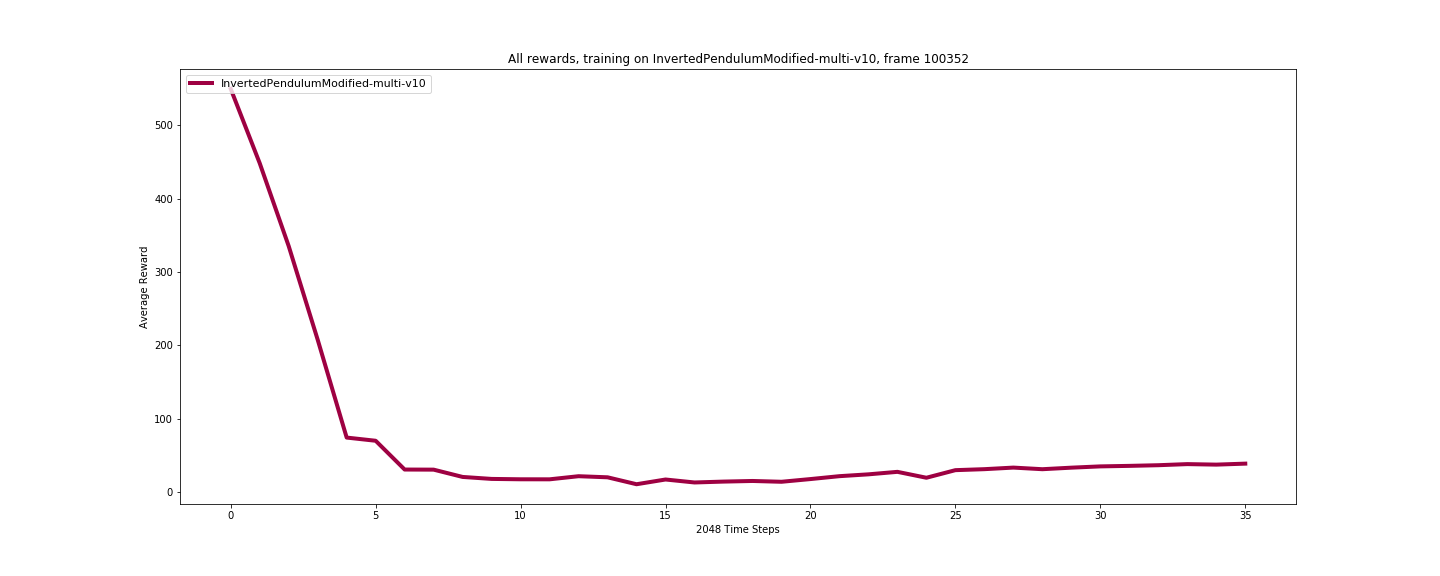 All rewards, training on InvertedPendulumModified-multi-v10, frame 100352
InvertedPendulumModified-multi-v10
500
400
300
200
100
0
Average Reward
0 5 10 15 20 25 30 35
2048 Time Steps